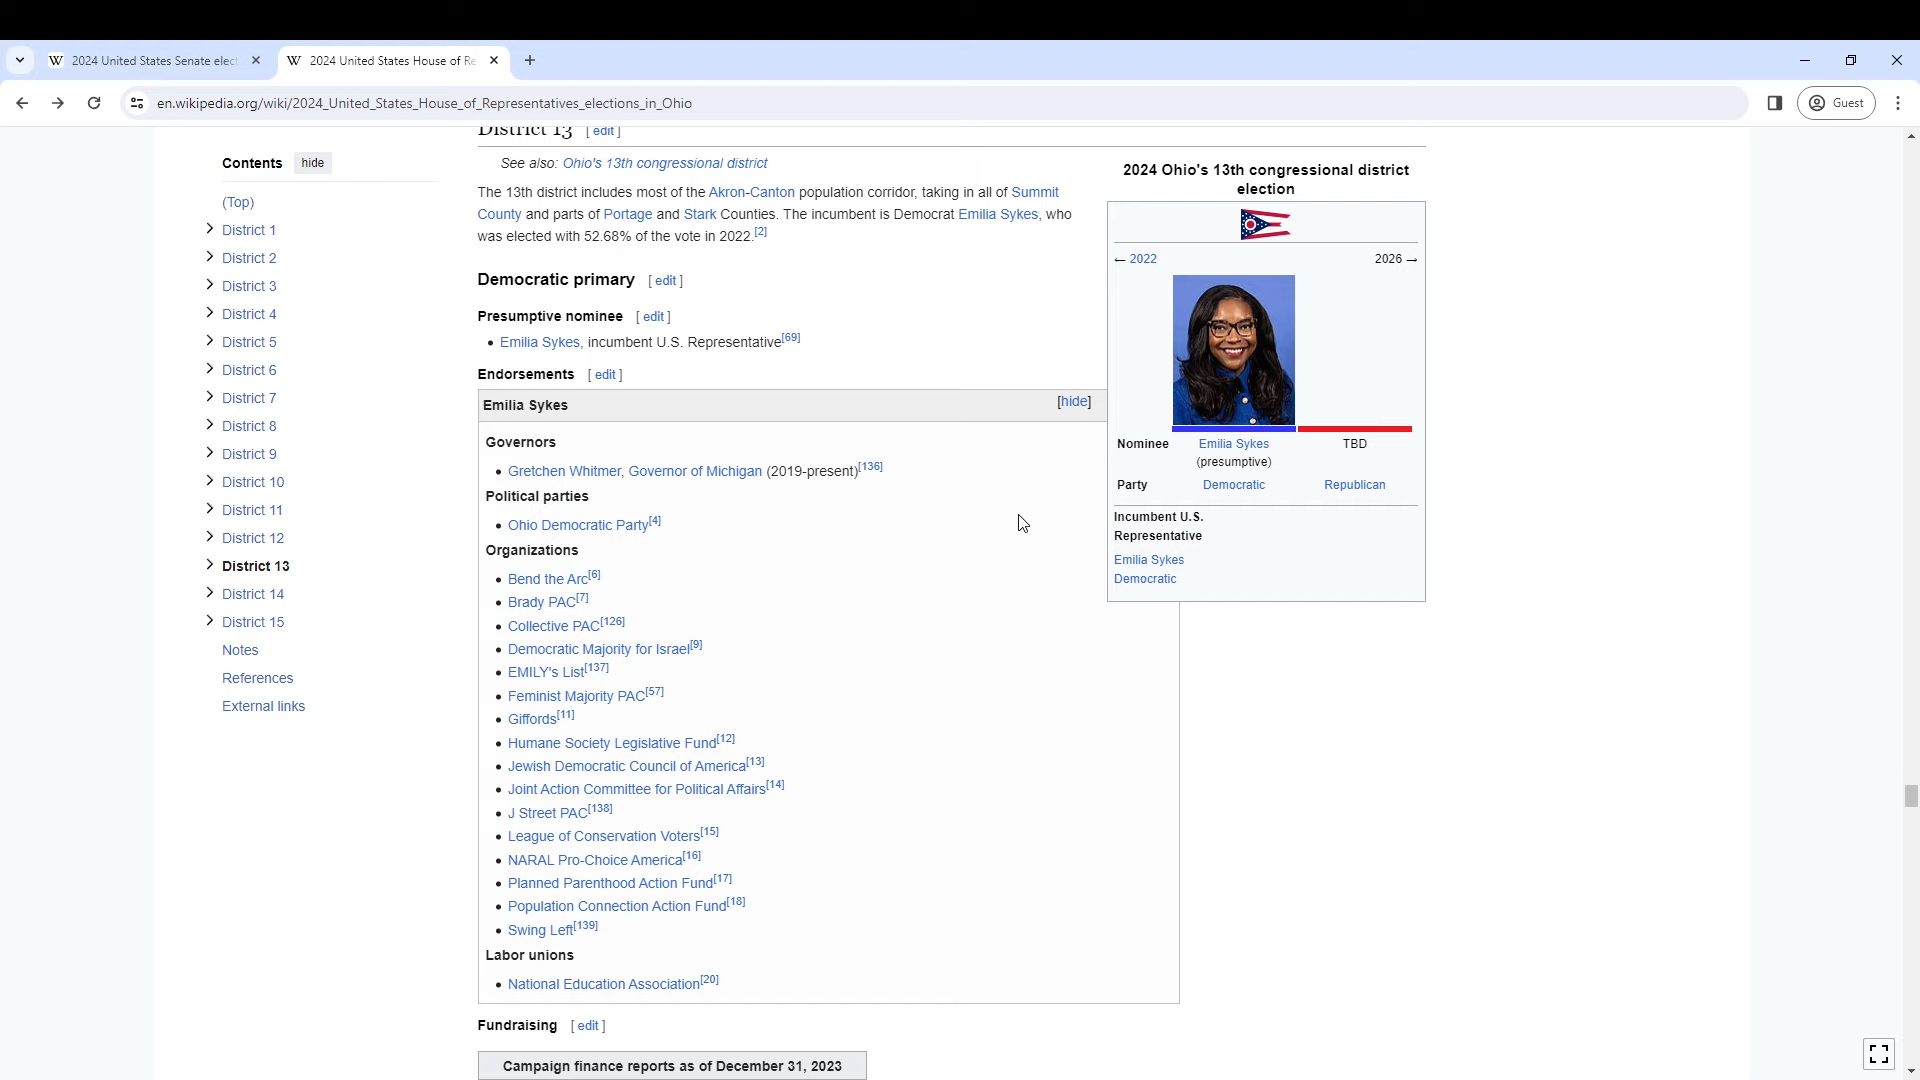 2024 United States Senate elect
2024 United States House of Re
en.wikipedia.org/wiki/2024_United_States_House_of_Representatives_elections_in_Ohio
Guest
Contents hide
(Top)
District 1
District 2
District 3
District 4
District 5
District 6
District 7
District 8
District 9
District 10
District 11
District 12
District 13
District 14
District 15
Notes
References
External links
District 13 [ edit ]
See also: Ohio's 13th congressional district
The 13th district includes most of the Akron-Canton population corridor, taking in all of Summit
County and parts of Portage and Stark Counties. The incumbent is Democrat Emilia Sykes, who
was elected with 52.68% of the vote in 2022.[2]
Democratic primary [ edit ]
Presumptive nominee [ edit ]
• Emilia Sykes, incumbent U.S. Representative[69]
Endorsements [ edit ]
Emilia Sykes [hide]
Governors
• Gretchen Whitmer, Governor of Michigan (2019-present)[136]
Political parties
• Ohio Democratic Party[4]
Organizations
• Bend the Arc[6]
• Brady PAC[7]
• Collective PAC[126]
• Democratic Majority for Israel[9]
• EMILY's List[137]
• Feminist Majority PAC[57]
• Giffords[11]
• Humane Society Legislative Fund[12]
• Jewish Democratic Council of America[13]
• Joint Action Committee for Political Affairs[14]
• J Street PAC[138]
• League of Conservation Voters[15]
• NARAL Pro-Choice America[16]
• Planned Parenthood Action Fund[17]
• Population Connection Action Fund[18]
• Swing Left[139]
Labor unions
• National Education Association[20]
Fundraising [ edit ]
Campaign finance reports as of December 31, 2023
2024 Ohio's 13th congressional district
election
← 2022 2026 →
Nominee Emilia Sykes TBD
(presumptive)
Party Democratic Republican
Incumbent U.S.
Representative
Emilia Sykes
Democratic